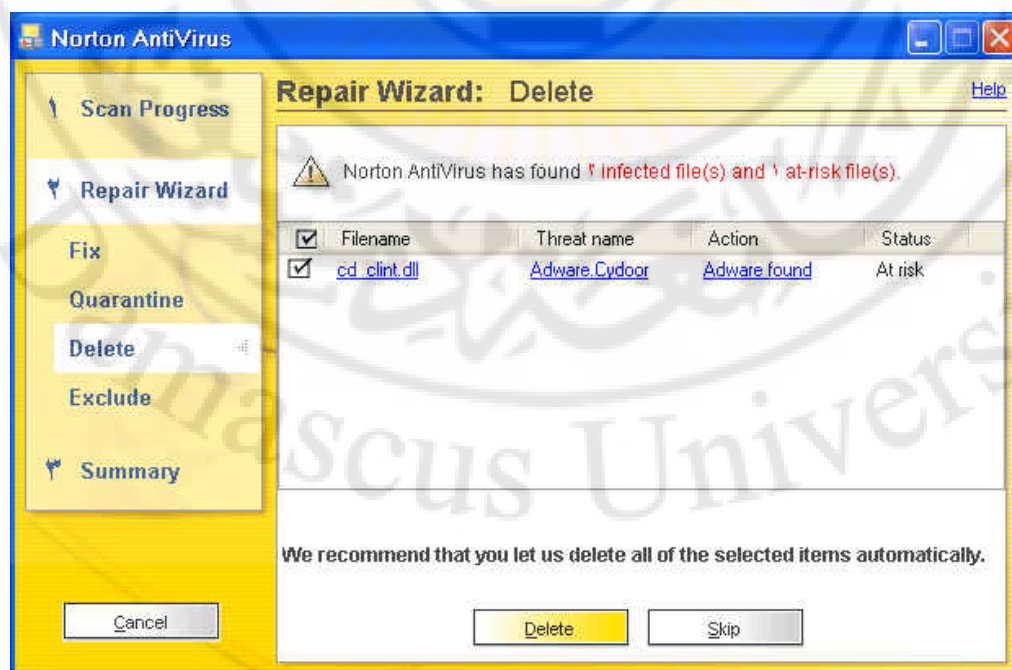 Norton AntiVirus
١ Scan Progress
٢ Repair Wizard
Fix
Quarantine
Delete
Exclude
٣ Summary
Cancel
Repair Wizard: Delete
Help
Norton AntiVirus has found ٢ infected file(s) and ١ at-risk file(s).
Filename Threat name Action Status
cd_clint.dll Adware.Cydoor Adware found At risk
We recommend that you let us delete all of the selected items automatically.
Delete Skip
amascus Universi